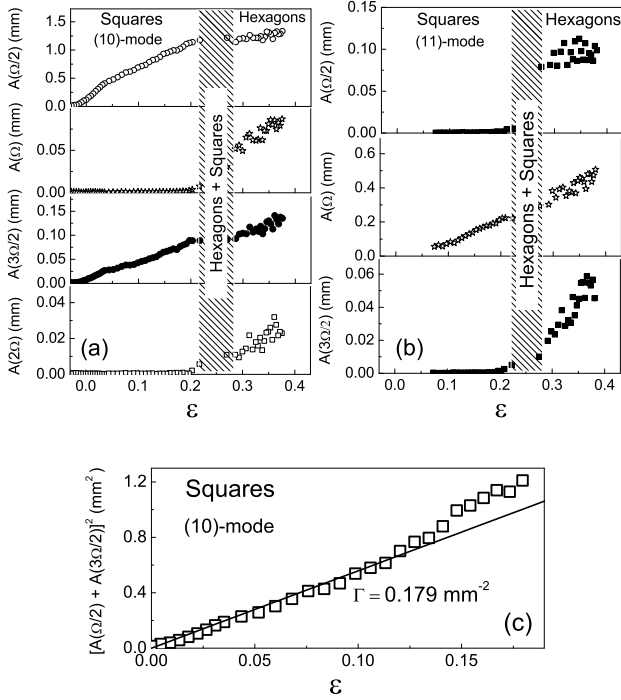 Squares
(10)-mode
Hexagons
A(Ω/2) (mm)
1.5
1.0
0.5
0.0
A(Ω) (mm)
0.05
0.00
A(3Ω/2) (mm)
0.15
0.10
0.05
0.00
A(2Ω) (mm)
0.04
0.02
0.00
Hexagons + Squares
(a)
0.0 0.1 0.2 0.3 0.4
ε
Squares
(11)-mode
Hexagons
A(Ω/2) (mm)
0.15
0.10
0.05
0.00
A(Ω) (mm)
0.6
0.4
0.2
0.0
A(3Ω/2) (mm)
0.06
0.04
0.02
0.00
Hexagons + Squares
(b)
0.0 0.1 0.2 0.3 0.4
ε
Squares
(10)-mode
[A(Ω/2) + A(3Ω/2)]² (mm²)
1.2
0.8
0.4
0.0
Γ = 0.179 mm⁻²
(c)
0.00 0.05 0.10 0.15
ε